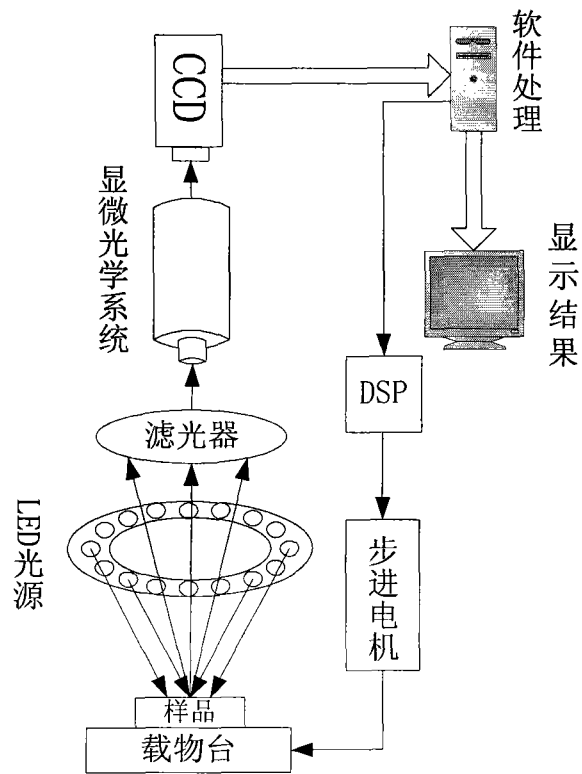 CCD
软件处理
显微光学系统
显示结果
DSP
滤光器
LED光源
步进电机
样品
载物台